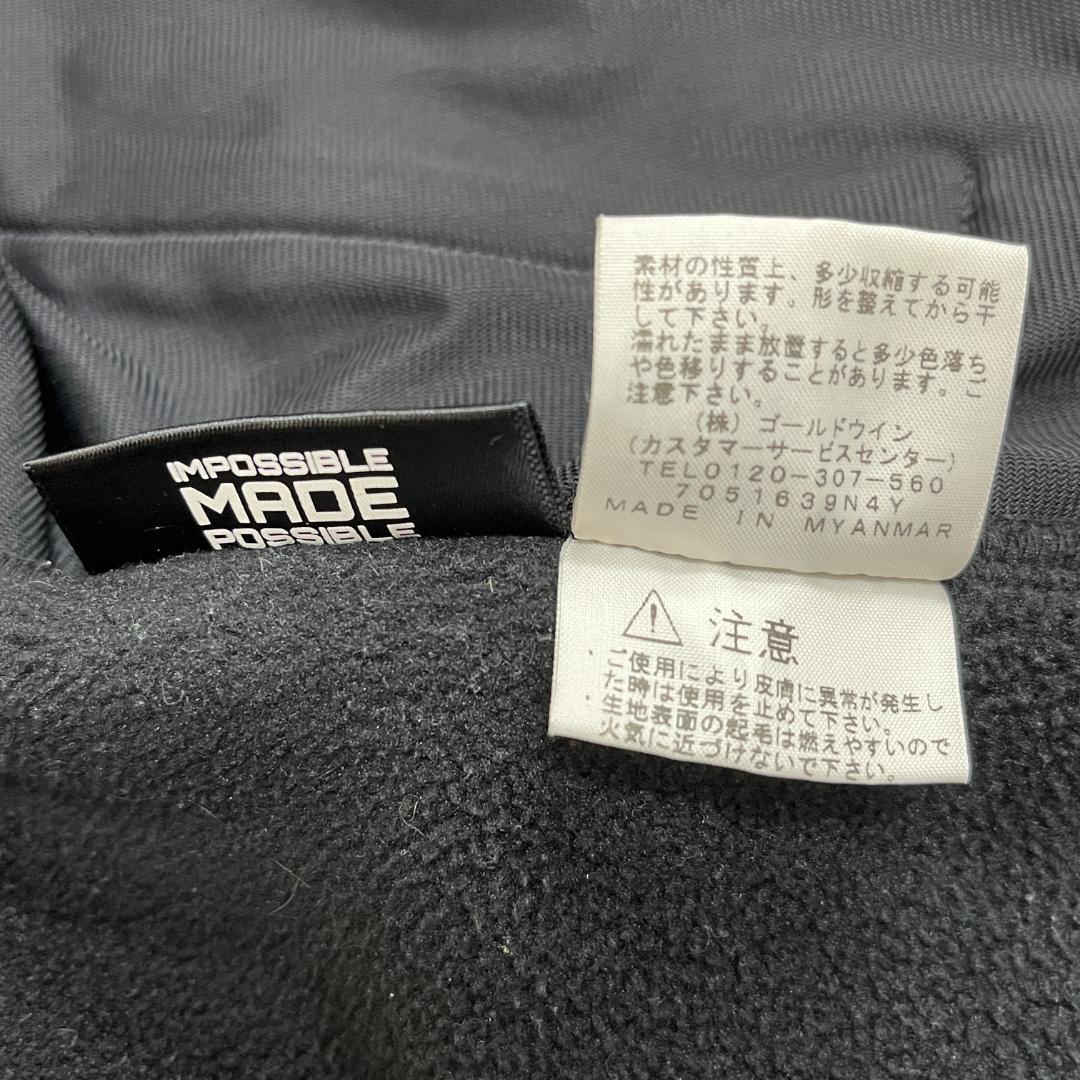 IMPOSSIBLE
MADE
POSSIBLE
素材の性質上、多少収縮する可能
性があります。形を整えてから干
して下さい。
濡れたまま放置すると多少色落ち
や色移りすることがあります。ご
注意下さい。
(株)ゴールドウイン
(カスタマーサービスセンター)
TEL0120-307-560
7051639N4Y
MADE IN MYANMAR
⚠ 注意
・ご使用により皮膚に異常が発生し
た時は使用を止めて下さい。
・生地表面の起毛は燃えやすいので
火気に近づけないで下さい。